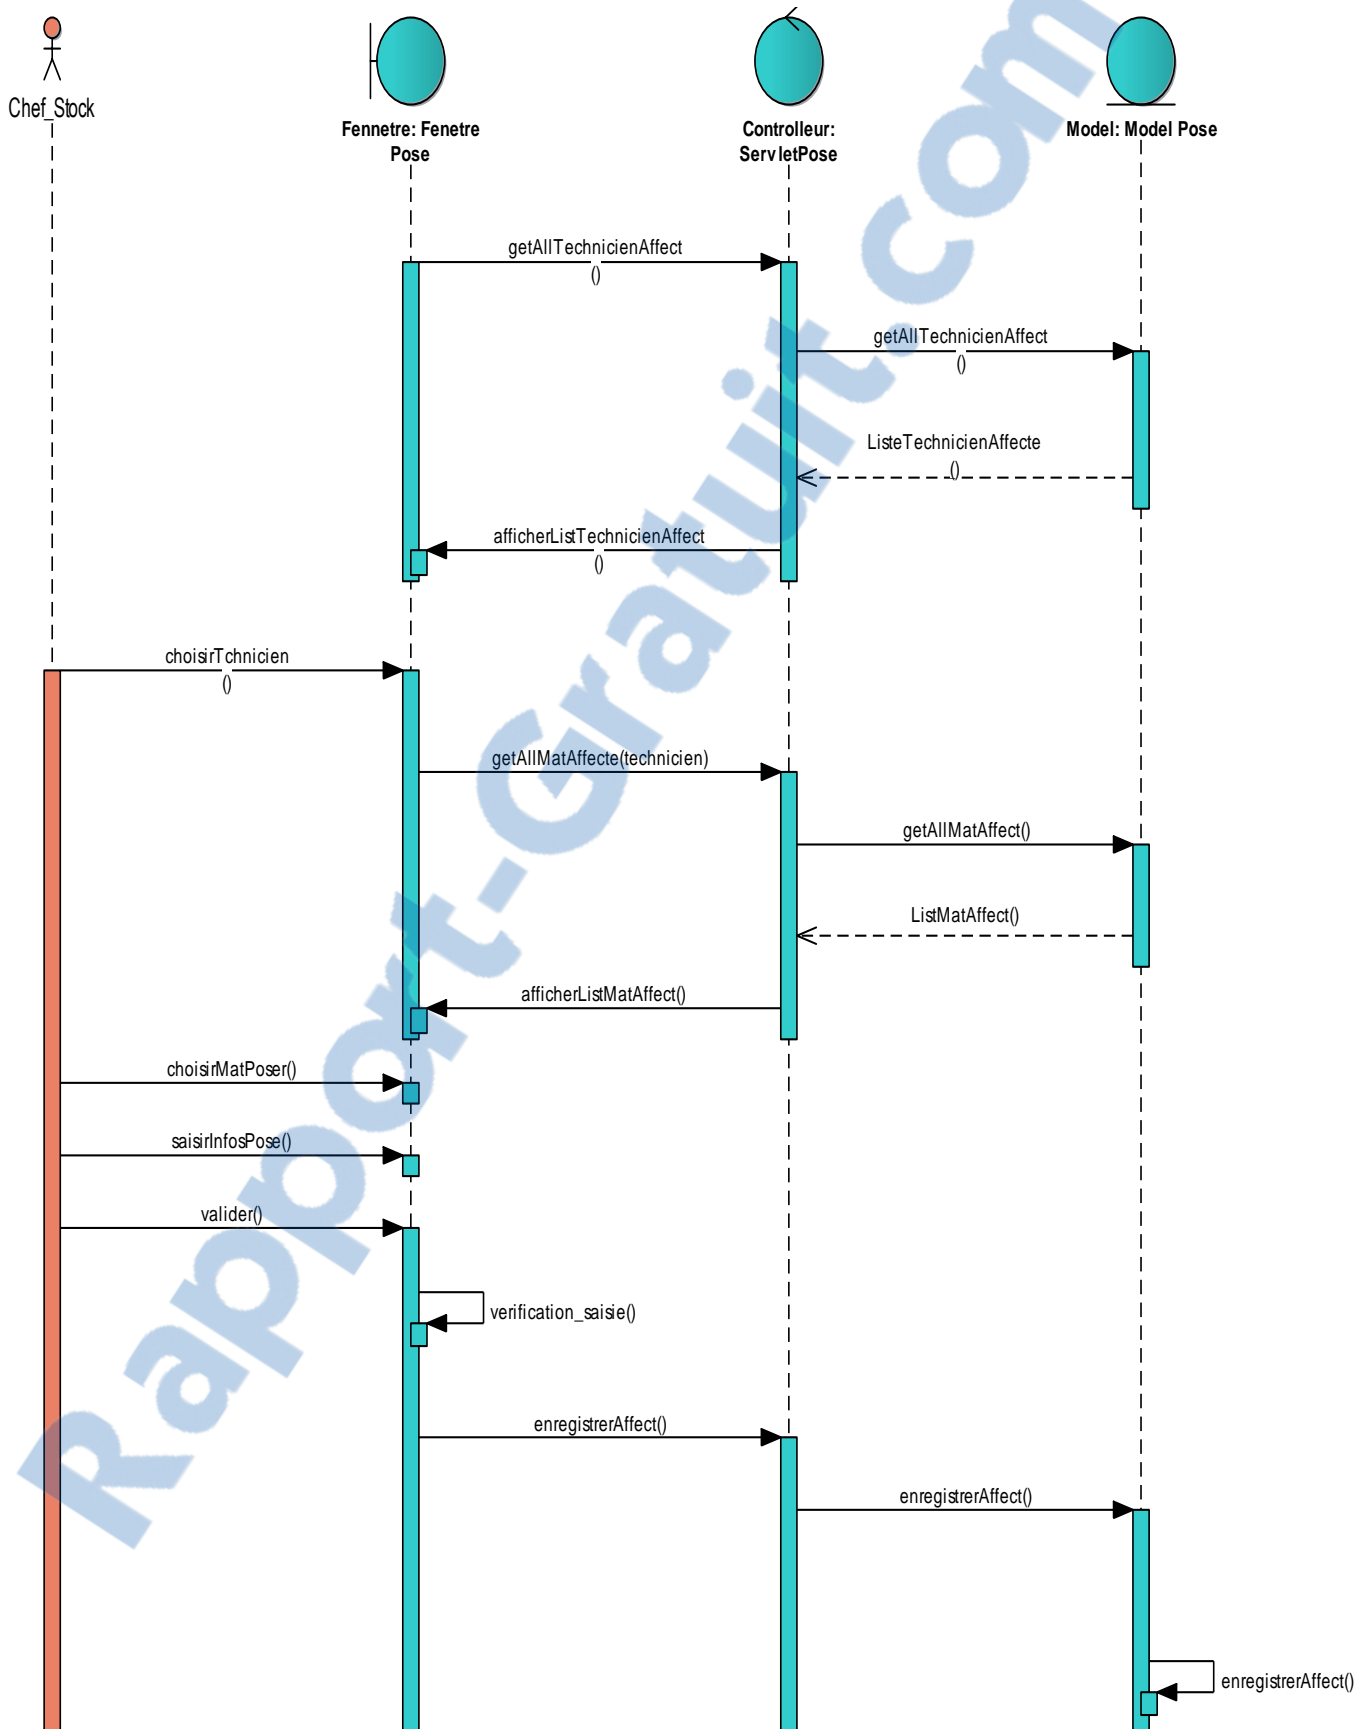 Chef_Stock
Fennetre: Fenetre
Pose
Controlleur:
ServletPose
Model: Model Pose
getAllTechnicienAffect
()
getAllTechnicienAffect
()
ListeTechnicienAffecte
()
afficherListTechnicienAffect
()
choisirTchnicien
()
getAllMatAffecte(technicien)
getAllMatAffect()
ListMatAffect()
afficherListMatAffect()
choisirMatPoser()
saisirInfosPose()
valider()
verification_saisie()
enregistrerAffect()
enregistrerAffect()
enregistrerAffect()
Rapport-Gratuit.com